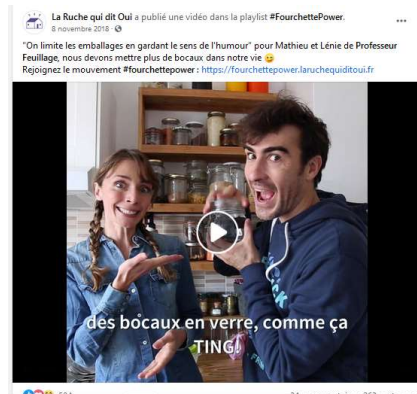 La Ruche qui dit Oui a publié une vidéo dans la playlist #FourchettePower.
8 novembre 2018 ·
"On limite les emballages en gardant le sens de l'humour" pour Mathieu et Lénie de Professeur
Feuillage, nous devons mettre plus de bocaux dans notre vie
Rejoignez le mouvement #fourchettepower : https://fourchettepower.laruchequiditoui.fr
des bocaux en verre, comme ça
TING!